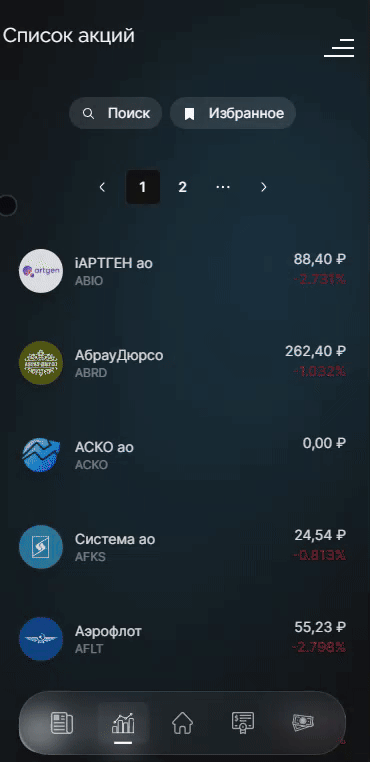 Список акций
Поиск
Избранное
1 2 ...
artgen
iАРТГЕН ао
88,40 ₽
ABIO
-2.731%
АбрауДюрсо
262,40 ₽
ABRD
-1.032%
АСКО ао
0,00 ₽
ACKO
Система ао
24,54 ₽
AFKS
-0.813%
Аэрофлот
55,23 ₽
AFLT
-2.798%